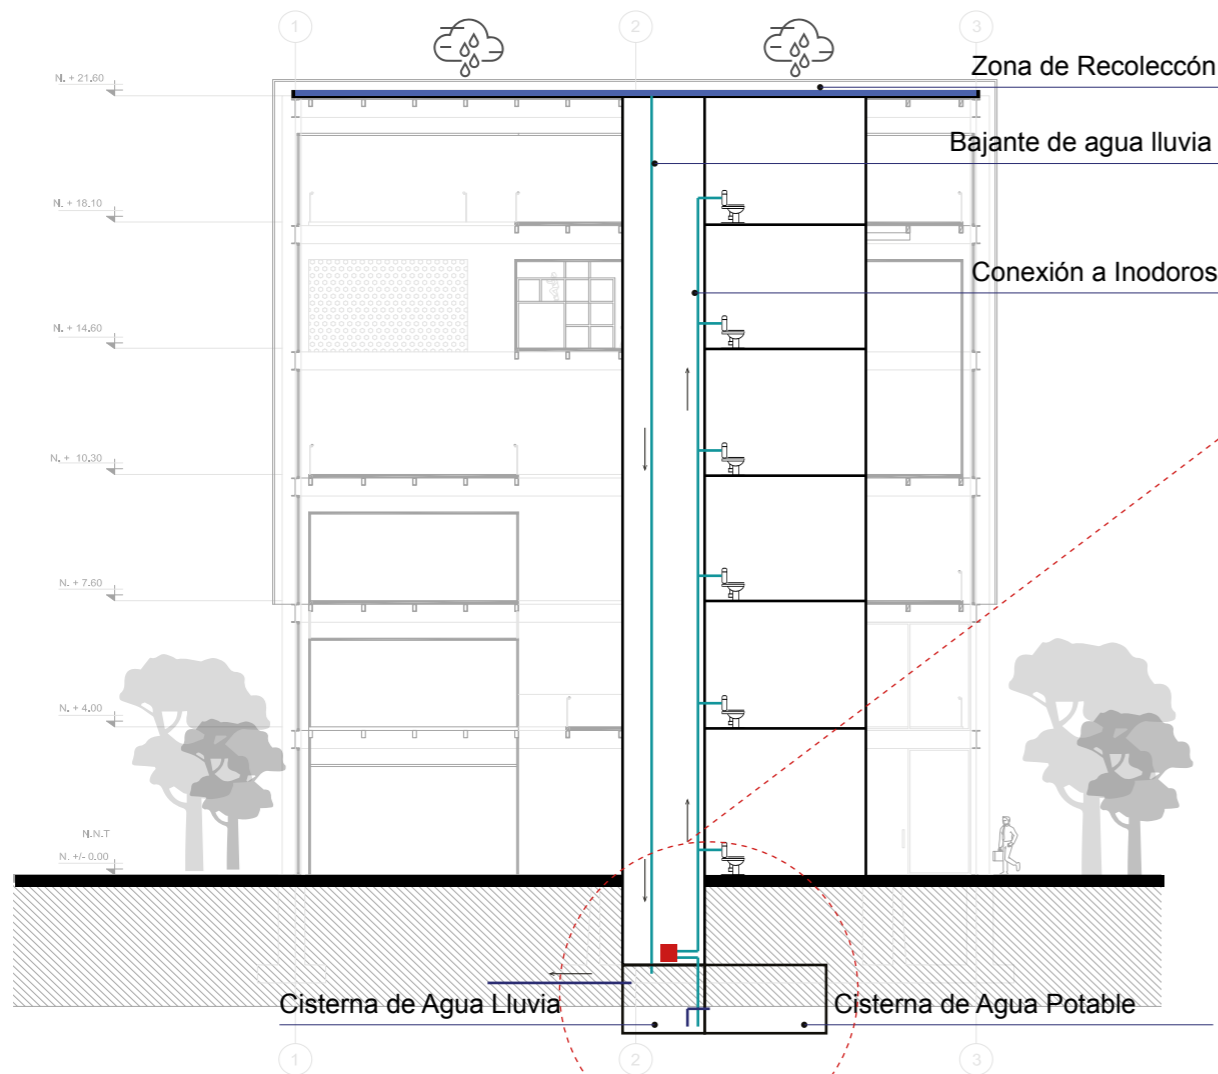 1
2
3
N. + 21.60
Zona de Recoleccón
Bajante de agua lluvia
N. + 18.10
Conexión a Inodoros
N. + 14.60
N. + 10.30
N. + 7.60
N. + 4.00
N.N.T
N. +/- 0.00
Cisterna de Agua Lluvia
Cisterna de Agua Potable
1
2
3